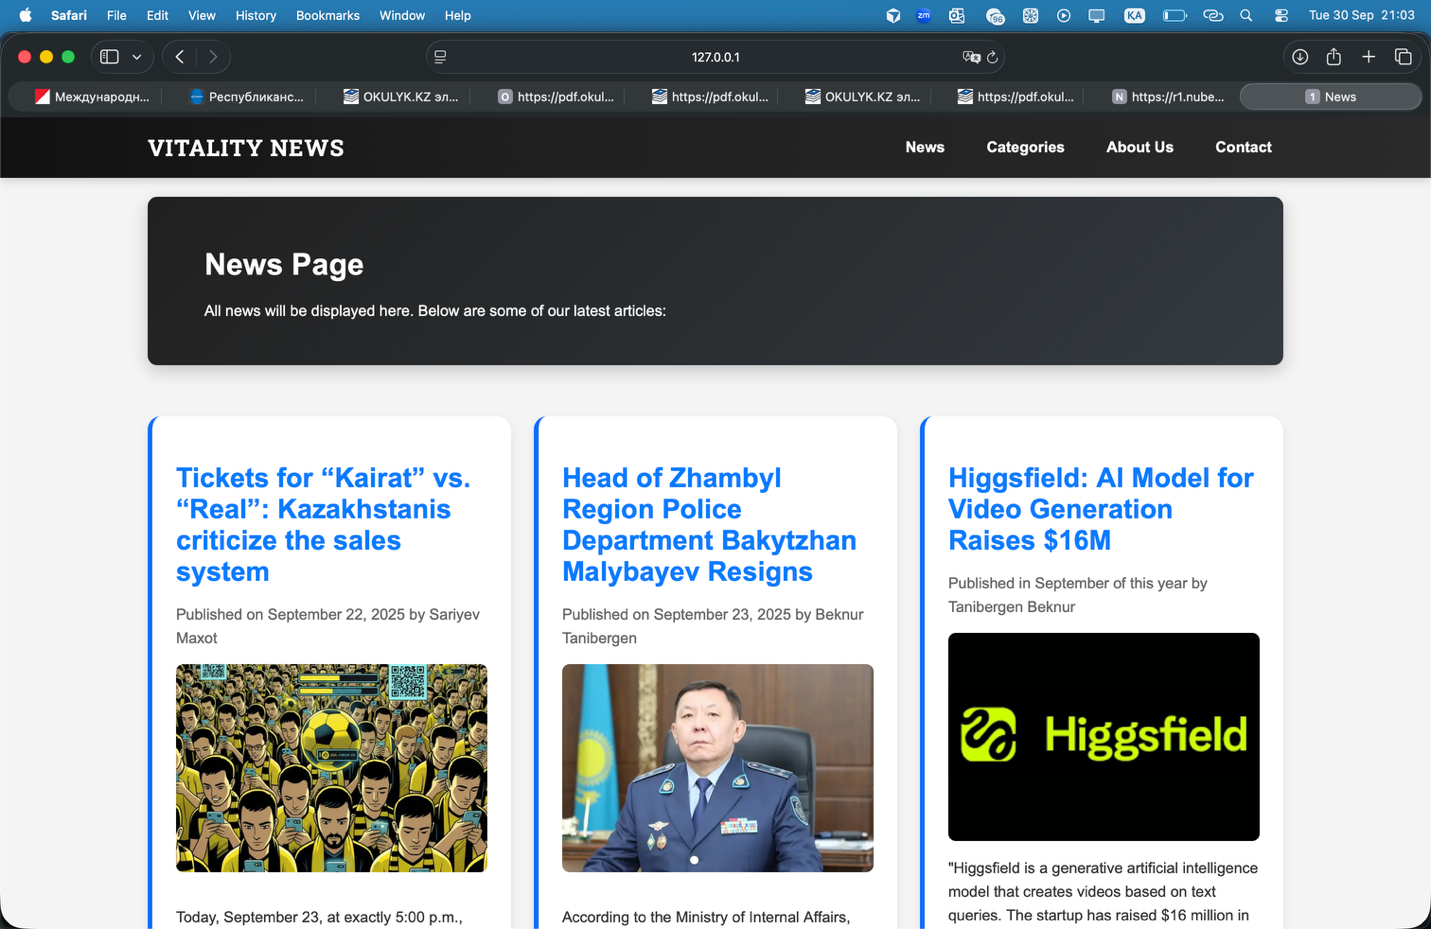 Safari File Edit View History Bookmarks Window Help zm 96 KA Tue 30 Sep 21:03
127.0.0.1
Международн... Республиканс... OKULYK.KZ эл... O https://pdf.okul... https://pdf.okul... OKULYK.KZ эл... https://pdf.okul... N https://r1.nube... 1 News
VITALITY NEWS News Categories About Us Contact
News Page
All news will be displayed here. Below are some of our latest articles:
Tickets for “Kairat” vs.
“Real”: Kazakhstanis
criticize the sales
system
Published on September 22, 2025 by Sariyev
Maxot
Today, September 23, at exactly 5:00 p.m.,
Head of Zhambyl
Region Police
Department Bakytzhan
Malybayev Resigns
Published on September 23, 2025 by Beknur
Tanibergen
According to the Ministry of Internal Affairs,
Higgsfield: AI Model for
Video Generation
Raises $16M
Published in September of this year by
Tanibergen Beknur
Higgsfield
"Higgsfield is a generative artificial intelligence
model that creates videos based on text
queries. The startup has raised $16 million in